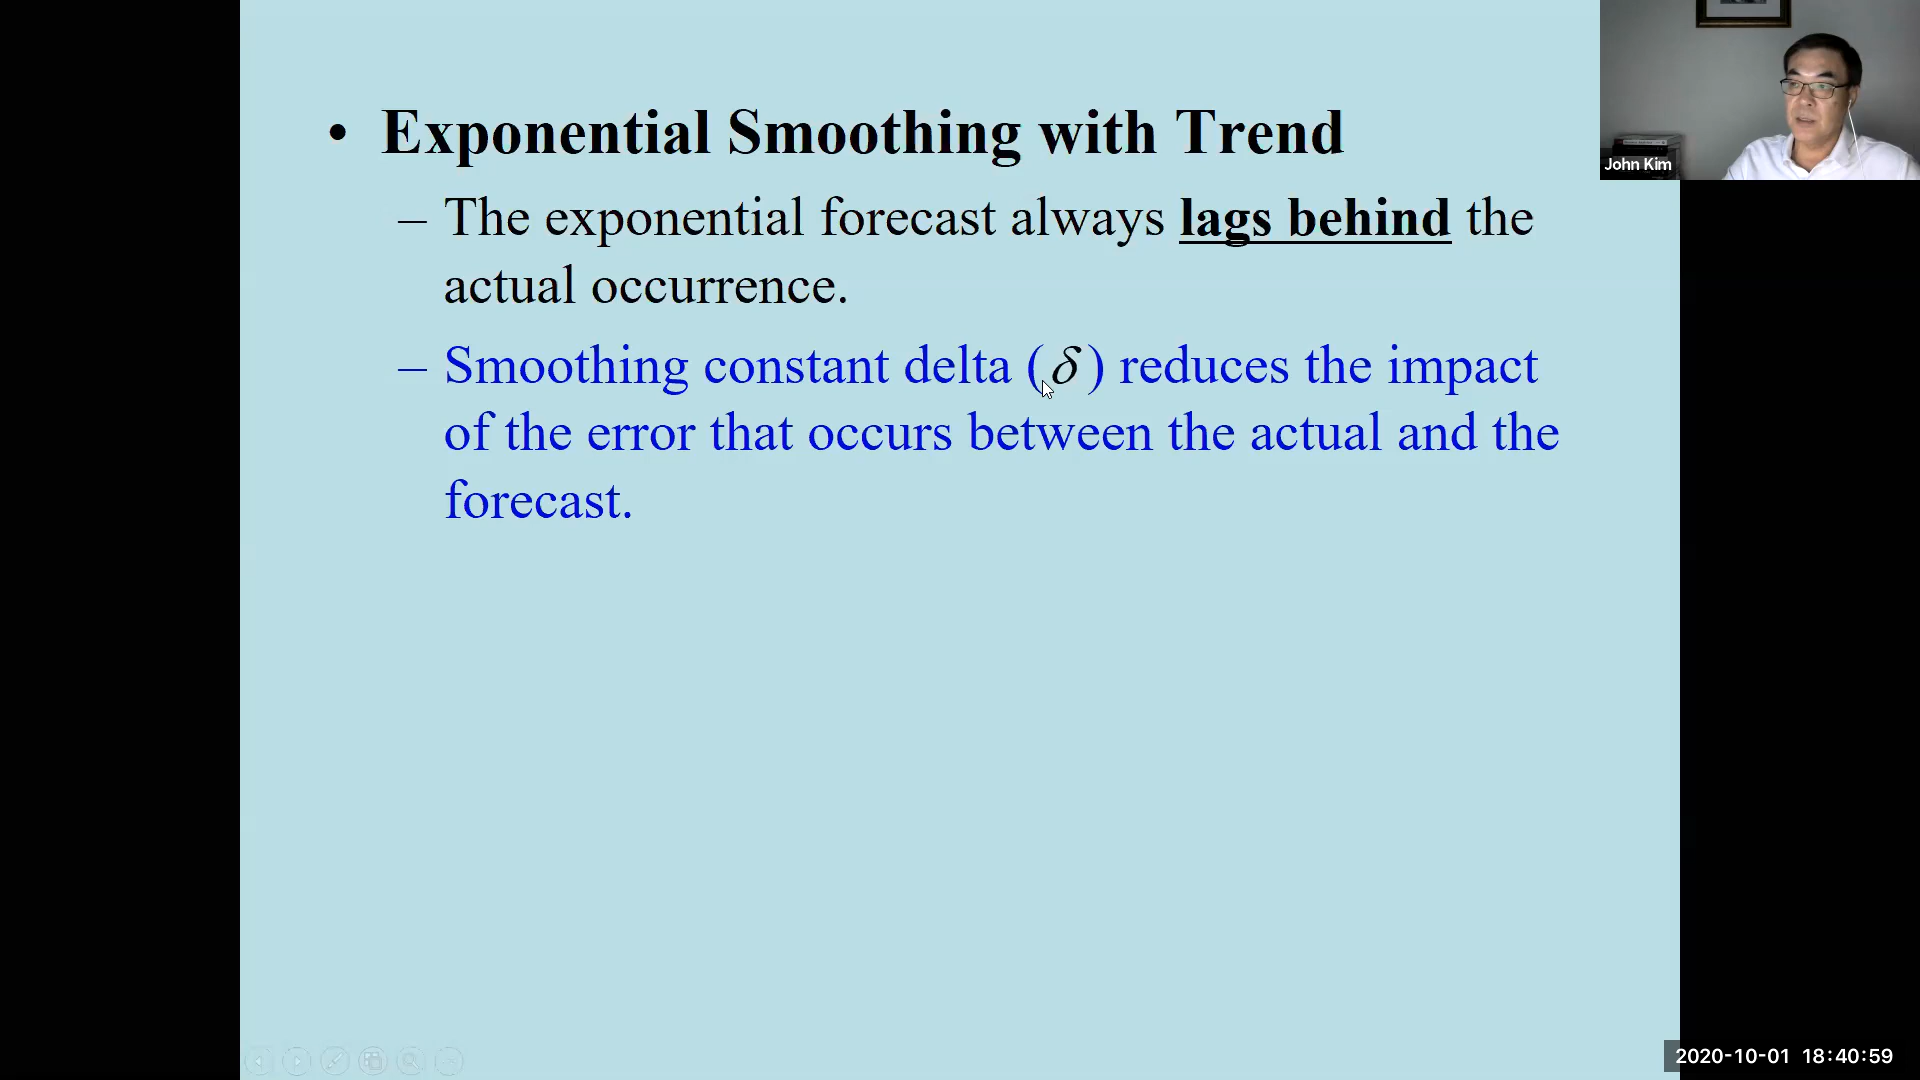 • Exponential Smoothing with Trend
– The exponential forecast always lags behind the
actual occurrence.
– Smoothing constant delta (δ) reduces the impact
of the error that occurs between the actual and the
forecast.
John Kim
2020-10-01 18:40:59